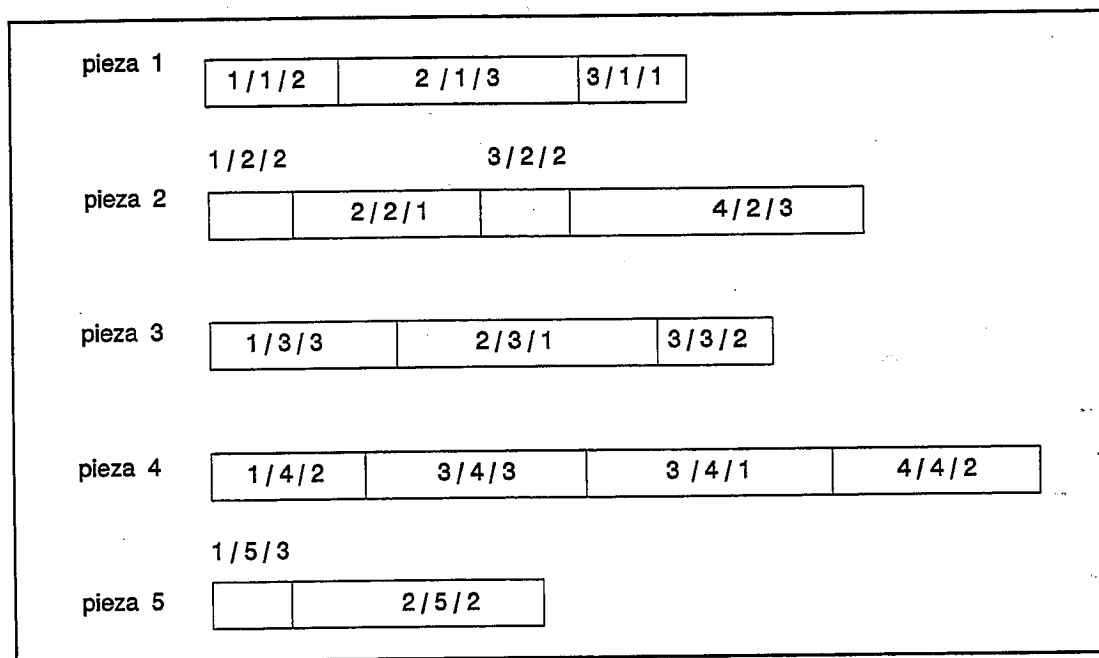 pieza 1 1/1/2 2/1/3 3/1/1
1/2/2 3/2/2
pieza 2 2/2/1 4/2/3
pieza 3 1/3/3 2/3/1 3/3/2
pieza 4 1/4/2 3/4/3 3/4/1 4/4/2
1/5/3
pieza 5 2/5/2